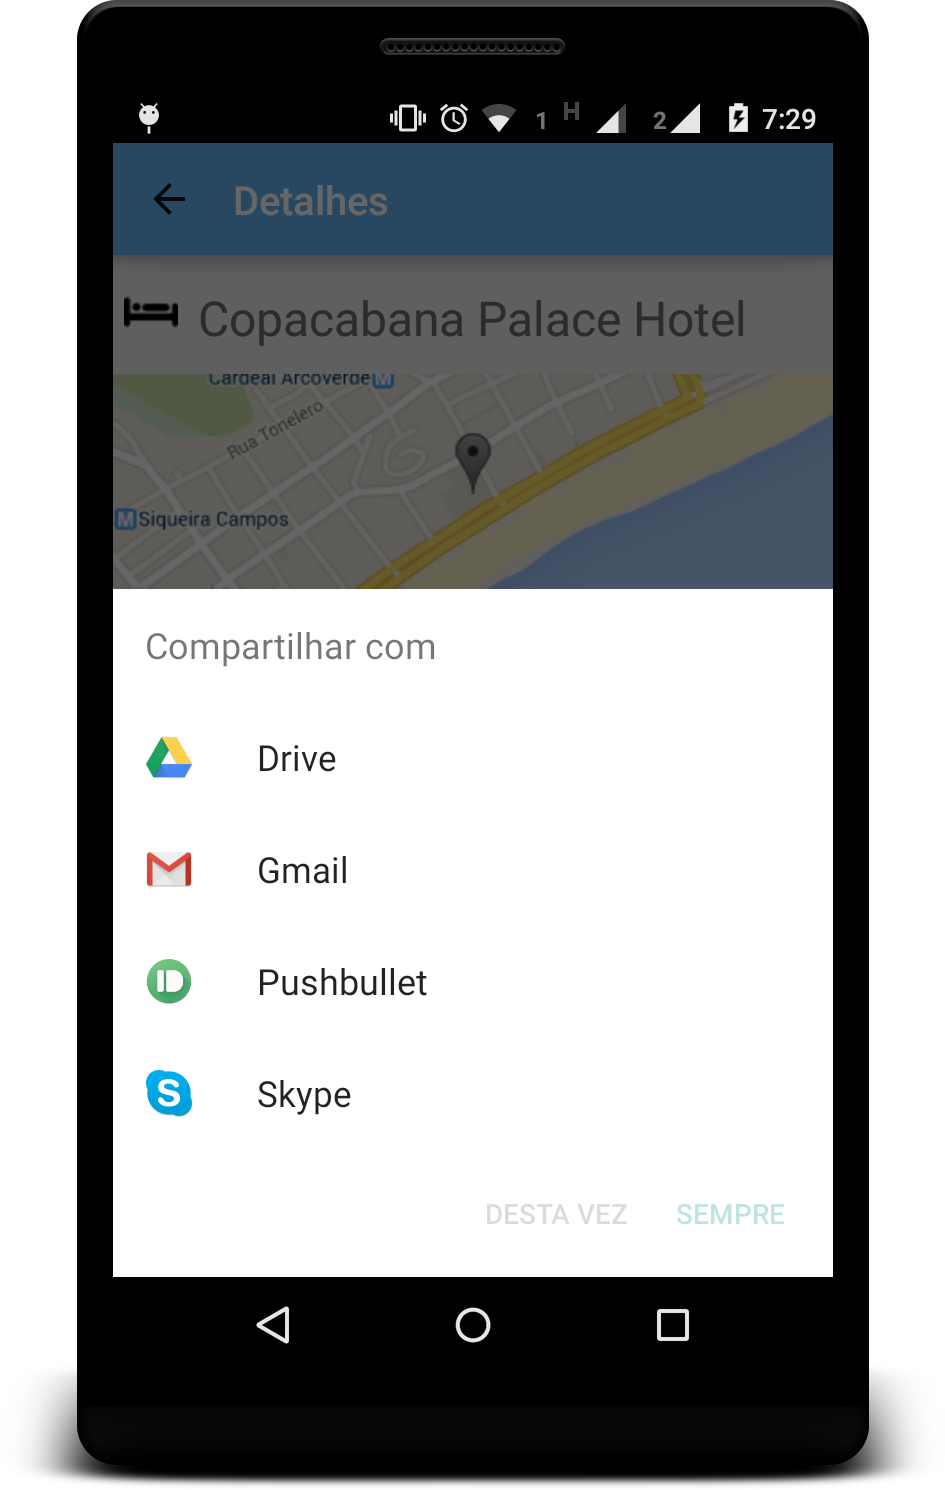 1 H 2 7:29
Detalhes
Copacabana Palace Hotel
Cardeal Arcoverde M
Rua Tonelero
M Siqueira Campos
Compartilhar com
Drive
Gmail
Pushbullet
S Skype
DESTA VEZ SEMPRE